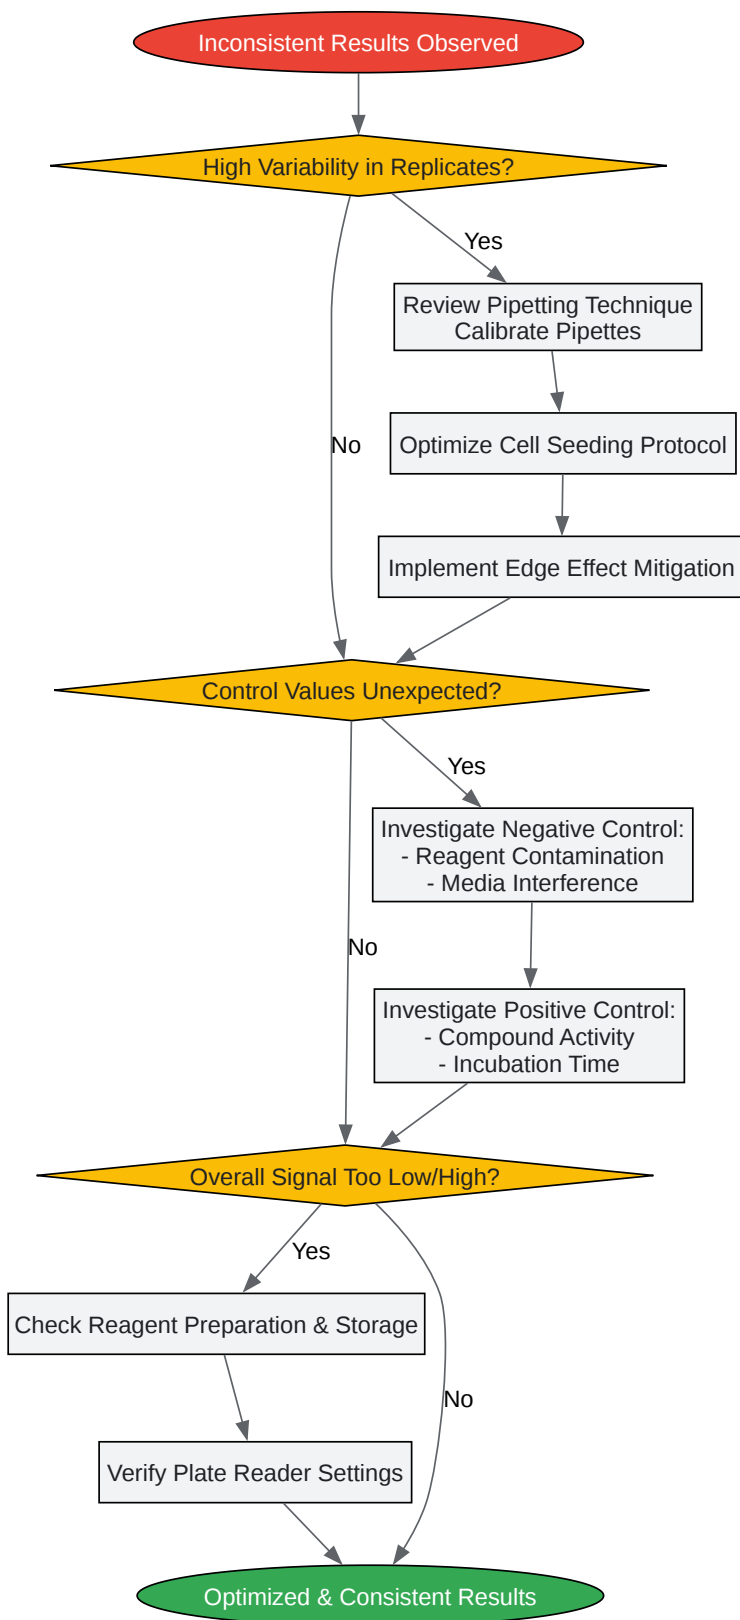 Inconsistent Results Observed
High Variability in Replicates?
Yes
Review Pipetting Technique
Calibrate Pipettes
No
Optimize Cell Seeding Protocol
Implement Edge Effect Mitigation
Control Values Unexpected?
Yes
Investigate Negative Control:
- Reagent Contamination
- Media Interference
No
Investigate Positive Control:
- Compound Activity
- Incubation Time
Overall Signal Too Low/High?
Yes
Check Reagent Preparation & Storage
No
Verify Plate Reader Settings
Optimized & Consistent Results